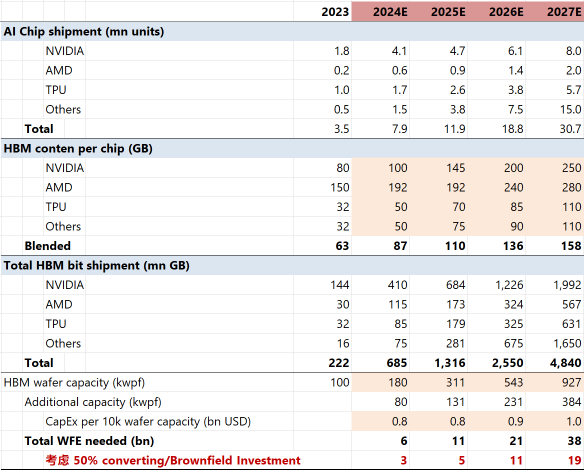 2023 2024E 2025E 2026E 2027E
AI Chip shipment (mn units)
NVIDIA 1.8 4.1 4.7 6.1 8.0
AMD 0.2 0.6 0.9 1.4 2.0
TPU 1.0 1.7 2.6 3.8 5.7
Others 0.5 1.5 3.8 7.5 15.0
Total 3.5 7.9 11.9 18.8 30.7
HBM conten per chip (GB)
NVIDIA 80 100 145 200 250
AMD 150 192 192 240 280
TPU 32 50 70 85 110
Others 32 50 75 90 110
Blended 63 87 110 136 158
Total HBM bit shipment (mn GB)
NVIDIA 144 410 684 1,226 1,992
AMD 30 115 173 324 567
TPU 32 85 179 325 631
Others 16 75 281 675 1,650
Total 222 685 1,316 2,550 4,840
HBM wafer capacity (kwpf) 100 180 311 543 927
Additional capacity (kwpf) 80 131 231 384
CapEx per 10k wafer capacity (bn USD) 0.8 0.8 0.9 1.0
Total WFE needed (bn) 6 11 21 38
考虑 50% converting/Brownfield Investment 3 5 11 19